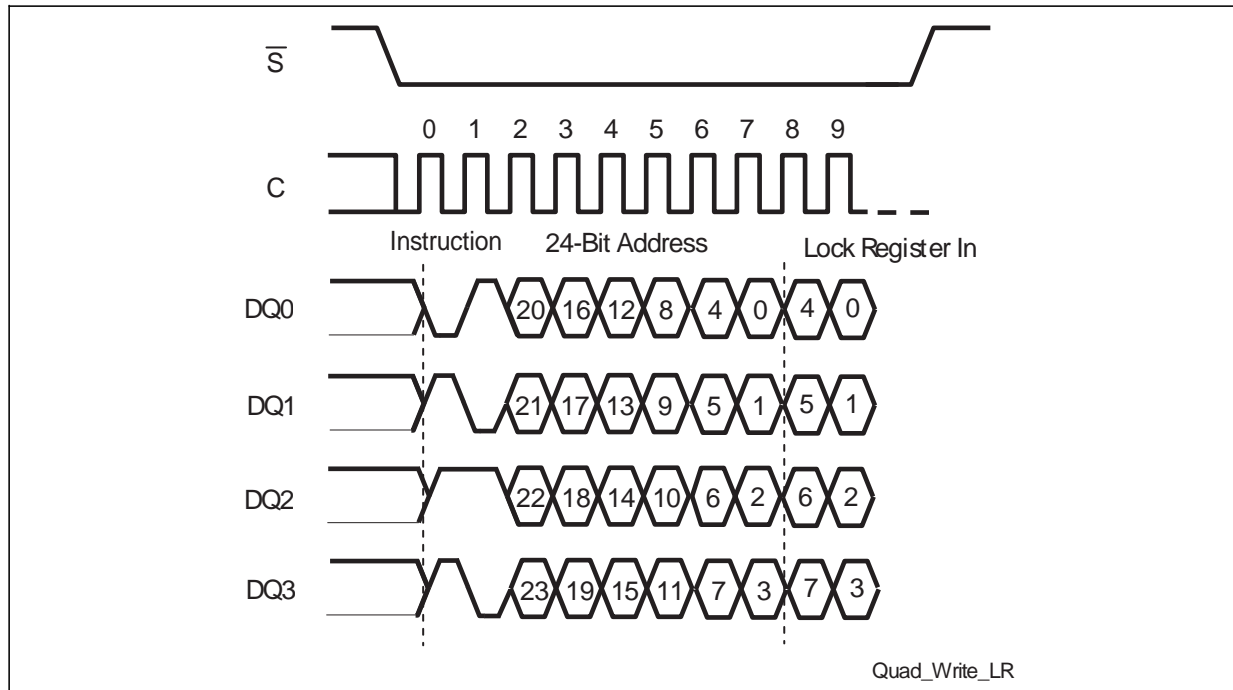 S
0 1 2 3 4 5 6 7 8 9
C
Instruction 24-Bit Address Lock Register In
DQ0 20 16 12 8 4 0 4 0
DQ1 21 17 13 9 5 1 5 1
DQ2 22 18 14 10 6 2 6 2
DQ3 23 19 15 11 7 3 7 3
Quad_Write_LR